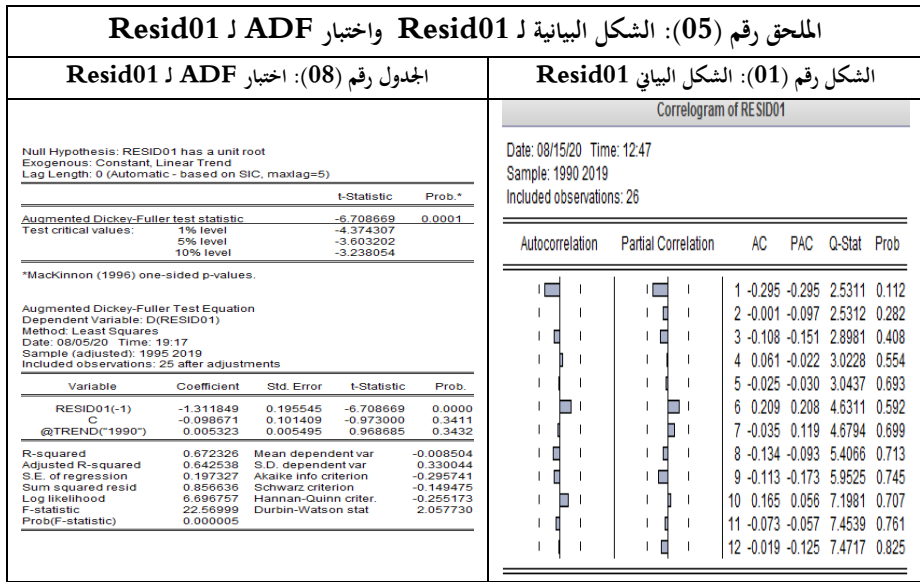 الملحق رقم (05): الشكل البيانية لـ Resid01 واختبار ADF لـ Resid01
الشكل رقم (01): الشكل البياني Resid01
Correlogram of RESID01
Date: 08/15/20 Time: 12:47
Sample: 1990 2019
Included observations: 26
Autocorrelation Partial Correlation AC PAC Q-Stat Prob
1 -0.295 -0.295 2.5311 0.112
2 -0.001 -0.097 2.5312 0.282
3 -0.108 -0.151 2.8981 0.408
4 0.061 -0.022 3.0228 0.554
5 -0.025 -0.030 3.0437 0.693
6 0.209 0.208 4.6311 0.592
7 -0.035 0.119 4.6794 0.699
8 -0.134 -0.093 5.4066 0.713
9 -0.113 -0.173 5.9525 0.745
10 0.165 0.056 7.1981 0.707
11 -0.073 -0.057 7.4539 0.761
12 -0.019 -0.125 7.4717 0.825
الجدول رقم (08): اختبار ADF لـ Resid01
Null Hypothesis: RESID01 has a unit root
Exogenous: Constant, Linear Trend
Lag Length: 0 (Automatic - based on SIC, maxlag=5)
t-Statistic Prob.*
Augmented Dickey-Fuller test statistic -6.708669 0.0001
Test critical values: 1% level -4.374307
5% level -3.603202
10% level -3.238054
*MacKinnon (1996) one-sided p-values.
Augmented Dickey-Fuller Test Equation
Dependent Variable: D(RESID01)
Method: Least Squares
Date: 08/05/20 Time: 19:17
Sample (adjusted): 1995 2019
Included observations: 25 after adjustments
Variable Coefficient Std. Error t-Statistic Prob.
RESID01(-1) -1.311849 0.195545 -6.708669 0.0000
C -0.098671 0.101409 -0.973000 0.3411
@TREND("1990") 0.005323 0.005495 0.968685 0.3432
R-squared 0.672326 Mean dependent var -0.008504
Adjusted R-squared 0.642538 S.D. dependent var 0.330044
S.E. of regression 0.197327 Akaike info criterion -0.295741
Sum squared resid 0.856636 Schwarz criterion -0.149475
Log likelihood 6.696757 Hannan-Quinn criter. -0.255173
F-statistic 22.56999 Durbin-Watson stat 2.057730
Prob(F-statistic) 0.000005